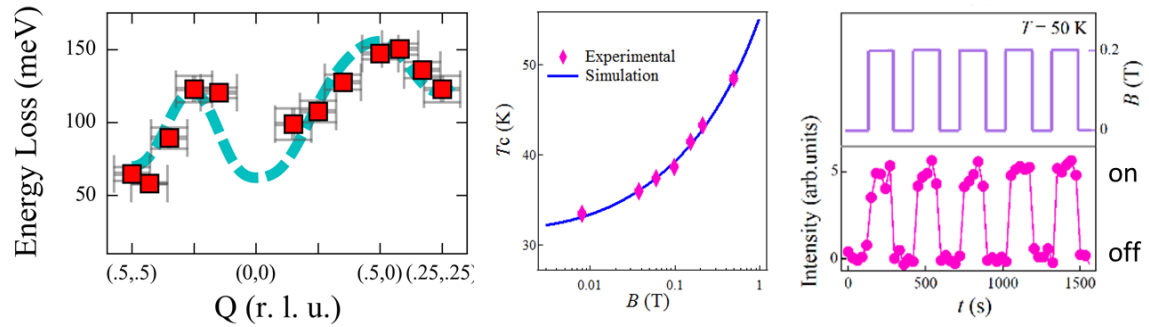 Energy Loss (meV)
150
100
50
(.5,.5)
(0,0)
(.5,0)
(.25,.25)
Q (r. l. u.)
Experimental
Simulation
Tc (K)
50
40
30
0.01
0.1
1
B (T)
T = 50 K
0.2
0
B (T)
Intensity (arb.units)
5
0
on
off
0
500
1000
1500
t (s)